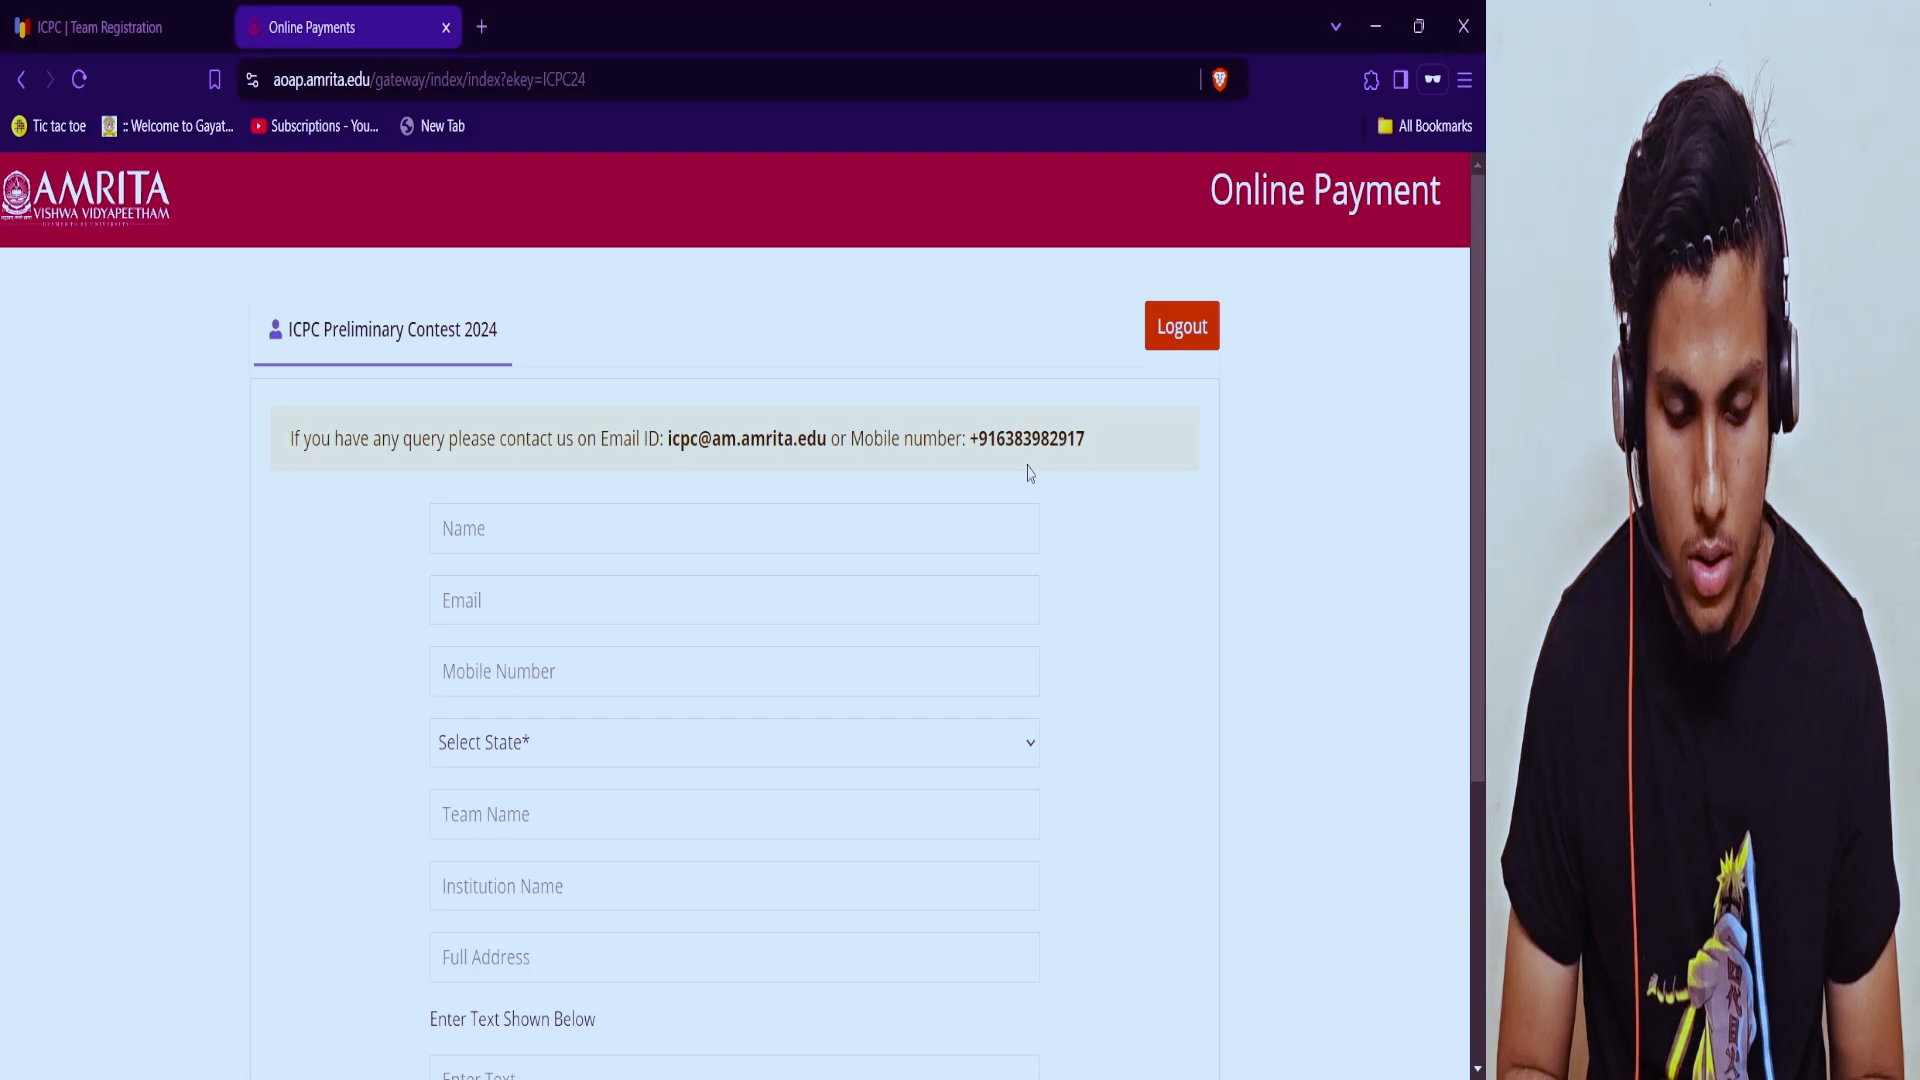 ICPC | Team Registration
Online Payments
aoap.amrita.edu/gateway/index/index?ekey=ICPC24
Tic tac toe
:: Welcome to Gayat...
Subscriptions - You...
New Tab
All Bookmarks
AMRITA
VISHWA VIDYAPEETHAM
Online Payment
ICPC Preliminary Contest 2024
Logout
If you have any query please contact us on Email ID: icpc@am.amrita.edu or Mobile number: +916383982917
Name
Email
Mobile Number
Select State*
Team Name
Institution Name
Full Address
Enter Text Shown Below
Enter Text